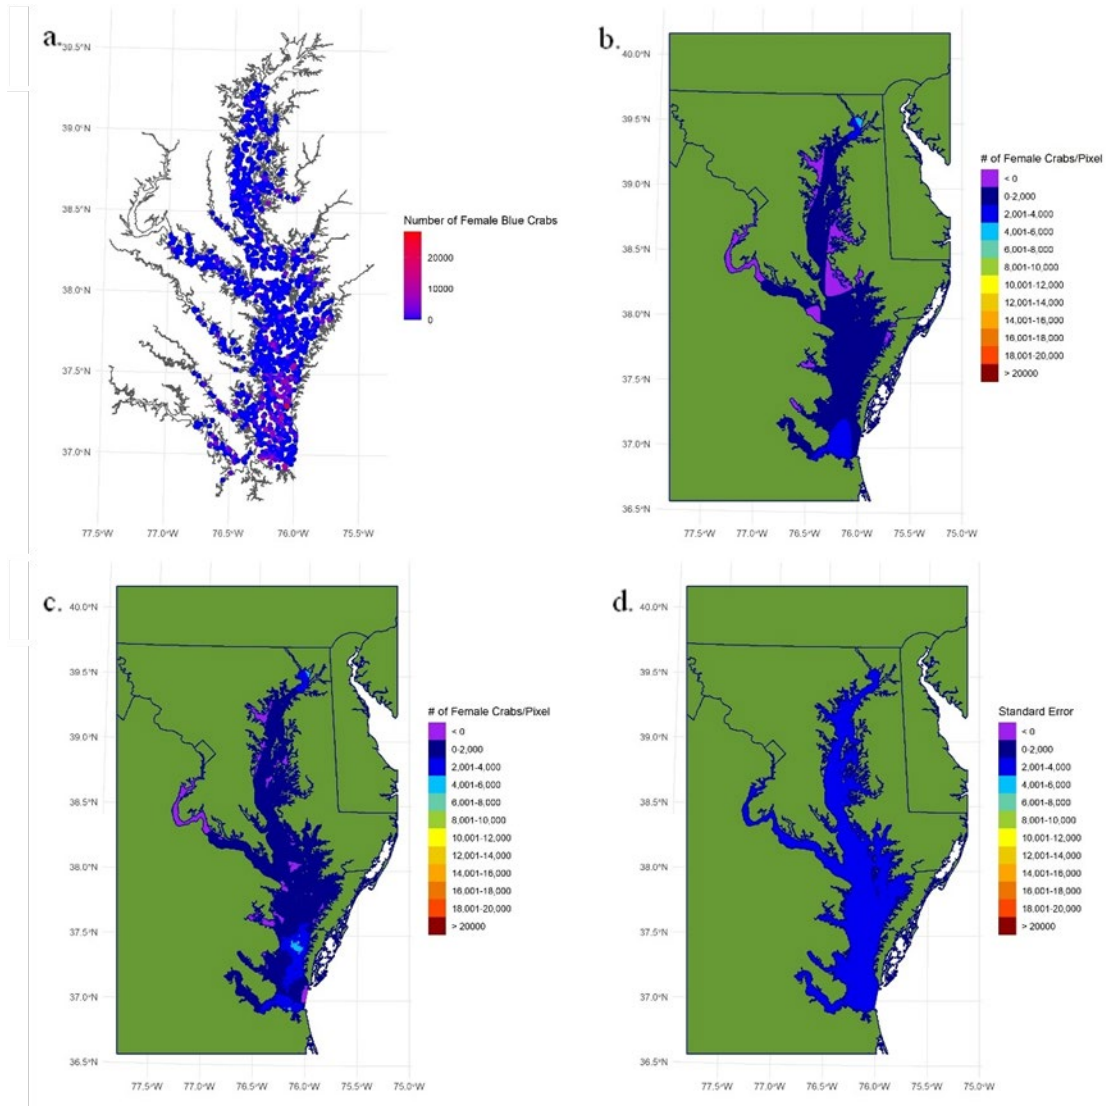 a.
39.5°N
39.0°N
38.5°N
38.0°N
37.5°N
37.0°N
77.5°W 77.0°W 76.5°W 76.0°W 75.5°W
Number of Female Blue Crabs
20000
10000
0
b.
40.0°N
39.5°N
39.0°N
38.5°N
38.0°N
37.5°N
37.0°N
36.5°N
77.5°W 77.0°W 76.5°W 76.0°W 75.5°W 75.0°W
# of Female Crabs/Pixel
< 0
0-2,000
2,001-4,000
4,001-6,000
6,001-8,000
8,001-10,000
10,001-12,000
12,001-14,000
14,001-16,000
16,001-18,000
18,001-20,000
> 20000
c.
40.0°N
39.5°N
39.0°N
38.5°N
38.0°N
37.5°N
37.0°N
36.5°N
77.5°W 77.0°W 76.5°W 76.0°W 75.5°W 75.0°W
# of Female Crabs/Pixel
< 0
0-2,000
2,001-4,000
4,001-6,000
6,001-8,000
8,001-10,000
10,001-12,000
12,001-14,000
14,001-16,000
16,001-18,000
18,001-20,000
> 20000
d.
40.0°N
39.5°N
39.0°N
38.5°N
38.0°N
37.5°N
37.0°N
36.5°N
77.5°W 77.0°W 76.5°W 76.0°W 75.5°W 75.0°W
Standard Error
< 0
0-2,000
2,001-4,000
4,001-6,000
6,001-8,000
8,001-10,000
10,001-12,000
12,001-14,000
14,001-16,000
16,001-18,000
18,001-20,000
> 20000